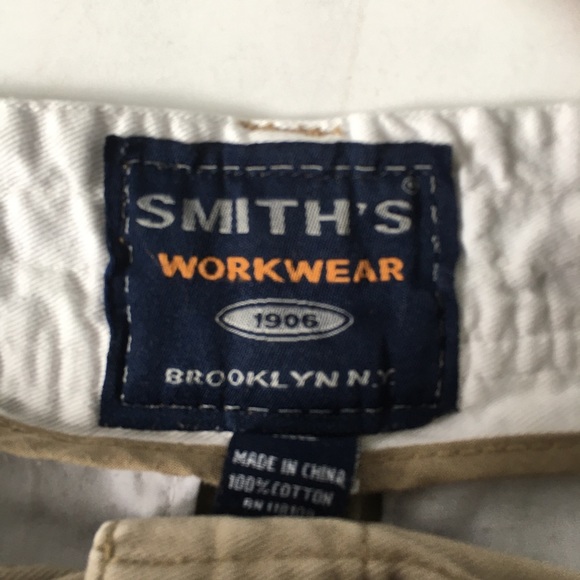 SMITH'S®
WORKWEAR
1906
BROOKLYN N.Y.
MADE IN CHINA
100% COTTON